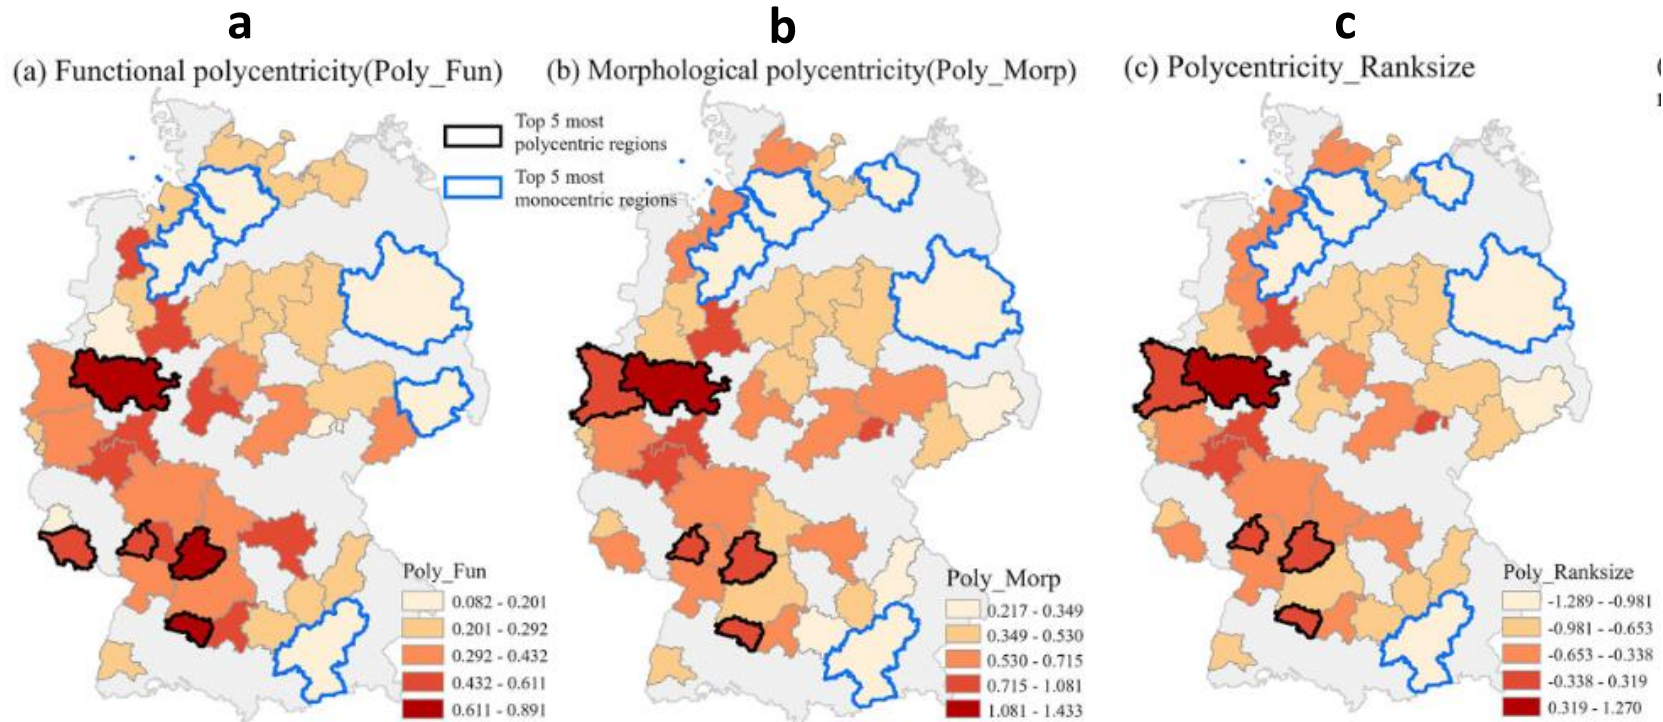 a
b
c
(a) Functional polycentricity(Poly_Fun)
(b) Morphological polycentricity(Poly_Morp)
(c) Polycentricity_Ranksize
Top 5 most
polycentric regions
Top 5 most
monocentric regions
Poly_Fun
0.082 - 0.201
0.201 - 0.292
0.292 - 0.432
0.432 - 0.611
0.611 - 0.891
Poly_Morp
0.217 - 0.349
0.349 - 0.530
0.530 - 0.715
0.715 - 1.081
1.081 - 1.433
Poly_Ranksize
-1.289 - -0.981
-0.981 - -0.653
-0.653 - -0.338
-0.338 - 0.319
0.319 - 1.270